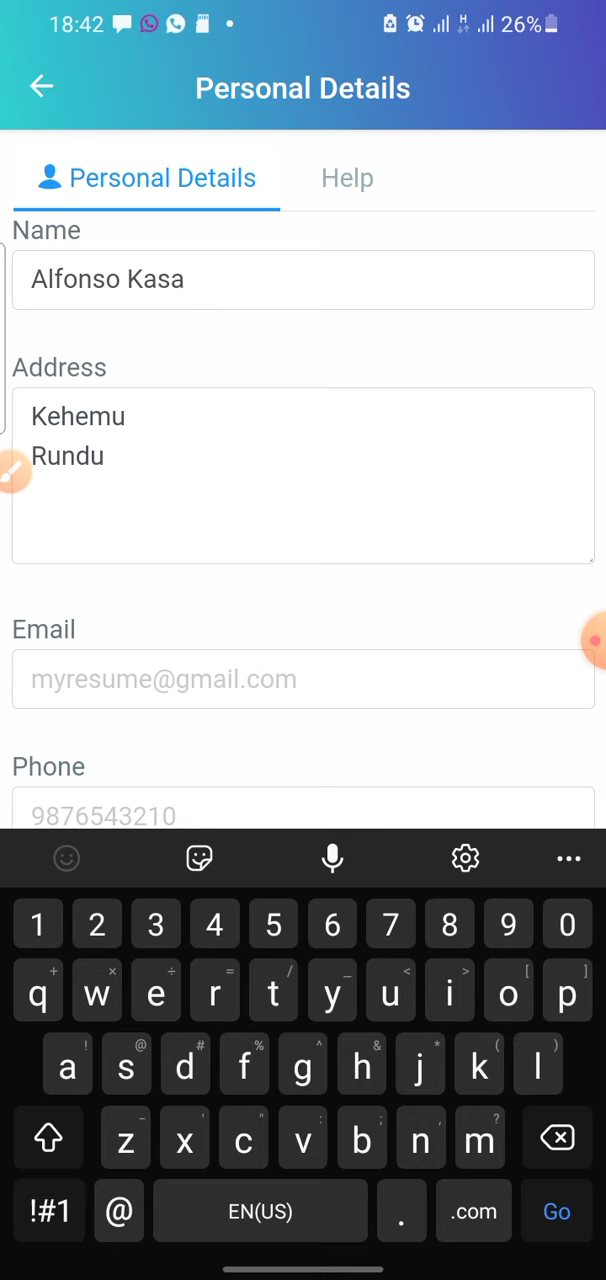 18:42 26%
Personal Details
Personal Details Help
Name
Alfonso Kasa
Address
Kehemu
Rundu
Email
myresume@gmail.com
Phone
9876543210
1 2 3 4 5 6 7 8 9 0
+ × ÷ = / _ < > [ ]
q w e r t y u i o p
! @ # % ^ & * ( )
a s d f g h j k l
- ' " : ; , ?
z x c v b n m
!#1 @ EN(US) . .com Go